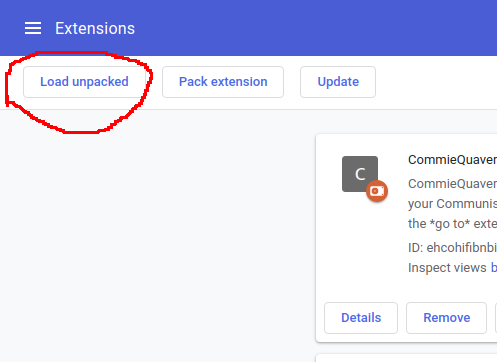 Extensions
Load unpacked
Pack extension
Update
C
CommieQuaver
CommieQuaver
your Communis
the *go to* exte
ID: ehcohifibnbi
Inspect views b
Details
Remove